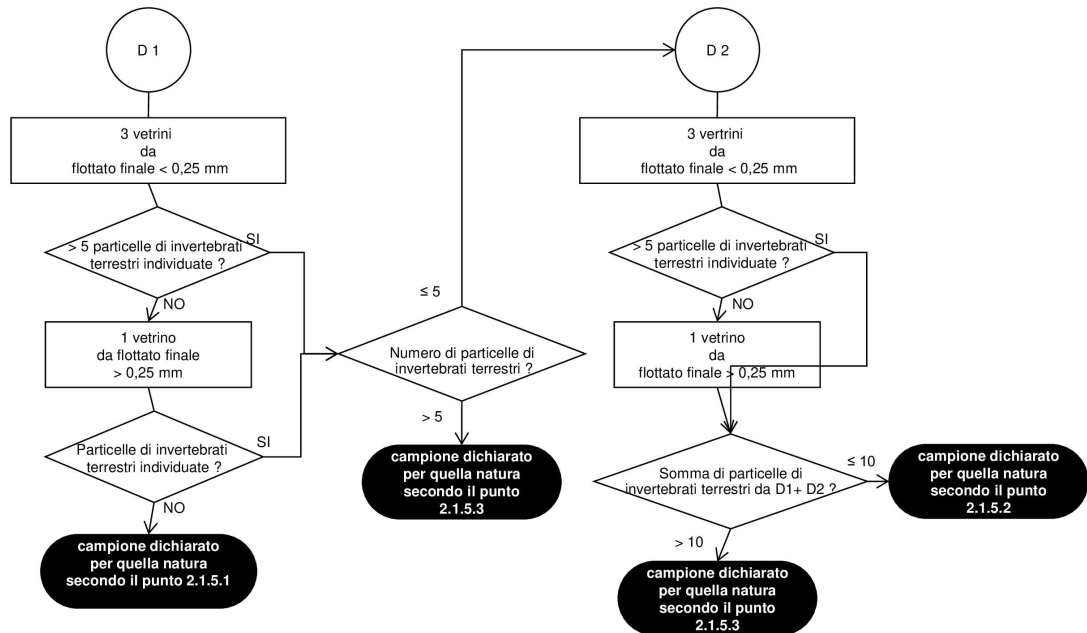 D 1
3 vetrini
da
flottato finale < 0,25 mm
> 5 particelle di invertebrati
terrestri individuate ?
SI
NO
1 vetrino
da flottato finale
> 0,25 mm
Particelle di invertebrati
terrestri individuate ?
SI
NO
campione dichiarato
per quella natura
secondo il punto 2.1.5.1
≤ 5
Numero di particelle di
invertebrati terrestri ?
> 5
campione dichiarato
per quella natura
secondo il punto
2.1.5.3
D 2
3 vertrini
da
flottato finale < 0,25 mm
> 5 particelle di invertebrati
terrestri individuate ?
SI
NO
1 vetrino
da
flottato finale > 0,25 mm
Somma di particelle di
invertebrati terrestri da D1+ D2 ?
≤ 10
campione dichiarato
per quella natura
secondo il punto
2.1.5.2
> 10
campione dichiarato
per quella natura
secondo il punto
2.1.5.3